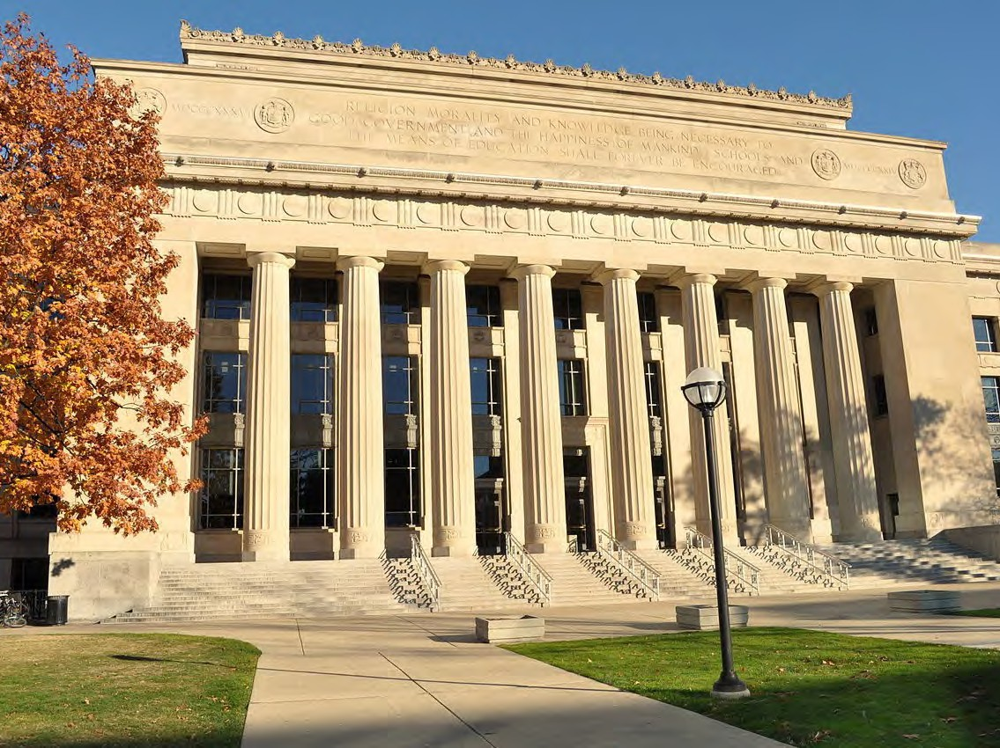 RELIGION MORALITY AND KNOWLEDGE BEING NECESSARY TO
GOOD GOVERNMENT AND THE HAPPINESS OF MANKIND SCHOOLS AND
THE MEANS OF EDUCATION SHALL FOREVER BE ENCOURAGED